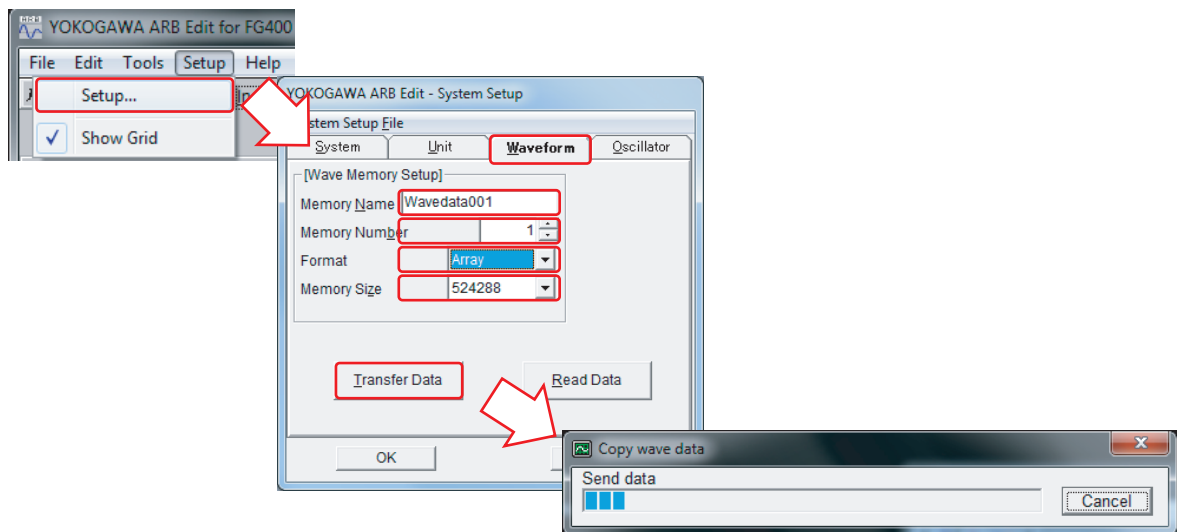 YOKOGAWA ARB Edit for FG400
File Edit Tools Setup Help
Setup...
Show Grid
YOKOGAWA ARB Edit - System Setup
stem Setup File
System Unit Waveform Oscillator
[Wave Memory Setup]
Memory Name Wavedata001
Memory Number 1
Format Array
Memory Size 524288
Transfer Data Read Data
OK
Copy wave data
Send data
Cancel